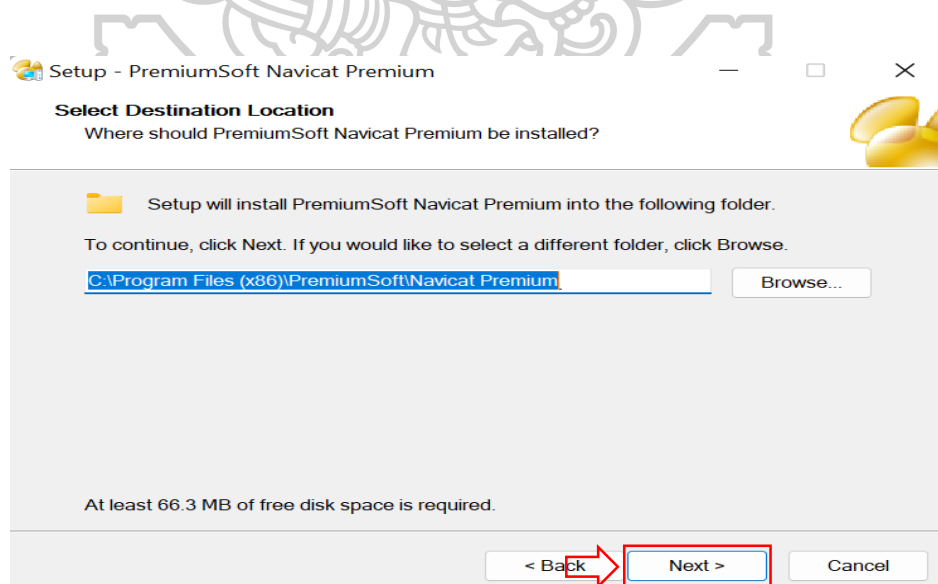 Setup - PremiumSoft Navicat Premium
Select Destination Location
Where should PremiumSoft Navicat Premium be installed?
Setup will install PremiumSoft Navicat Premium into the following folder.
To continue, click Next. If you would like to select a different folder, click Browse.
C:\Program Files (x86)\PremiumSoft\Navicat Premium
Browse...
At least 66.3 MB of free disk space is required.
< Back
Next >
Cancel